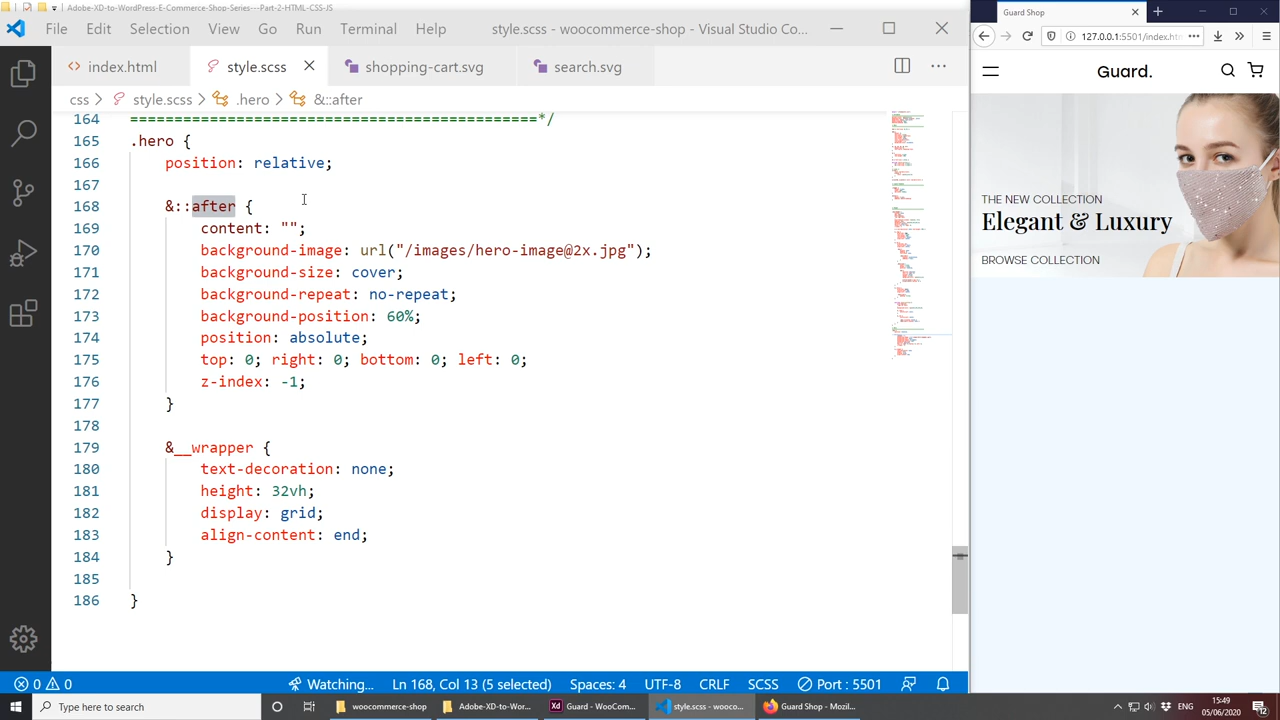 Adobe-XD-to-WordPress-E-Commerce-Shop-Series---Part-2-HTML-CSS-JS
File Edit Selection View Run Terminal Help style.scss - woocommerce-shop - Visual Studio Co...
index.html style.scss shopping-cart.svg search.svg
css > style.scss > .hero > &::after
164 =============================================*/
165 .hero {
166 position: relative;
167
168 &::after {
169 content:
170 background-image: url("/images/hero-image@2x.jpg");
171 background-size: cover;
172 background-repeat: no-repeat;
173 background-position: 60%;
174 position: absolute;
175 top: 0; right: 0; bottom: 0; left: 0;
176 z-index: -1;
177 }
178
179 &__wrapper {
180 text-decoration: none;
181 height: 32vh;
182 display: grid;
183 align-content: end;
184 }
185
186 }
0 0 Watching... Ln 168, Col 13 (5 selected) Spaces: 4 UTF-8 CRLF SCSS Port : 5501
Guard Shop
127.0.0.1:5501/index.htm
Guard.
THE NEW COLLECTION
Elegant & Luxury
BROWSE COLLECTION
Type here to search woocommerce-shop Adobe-XD-to-Wor... Guard - WooCom... style.scss - wooco... Guard Shop - Mozil... ENG 15:49
05/06/2020 12